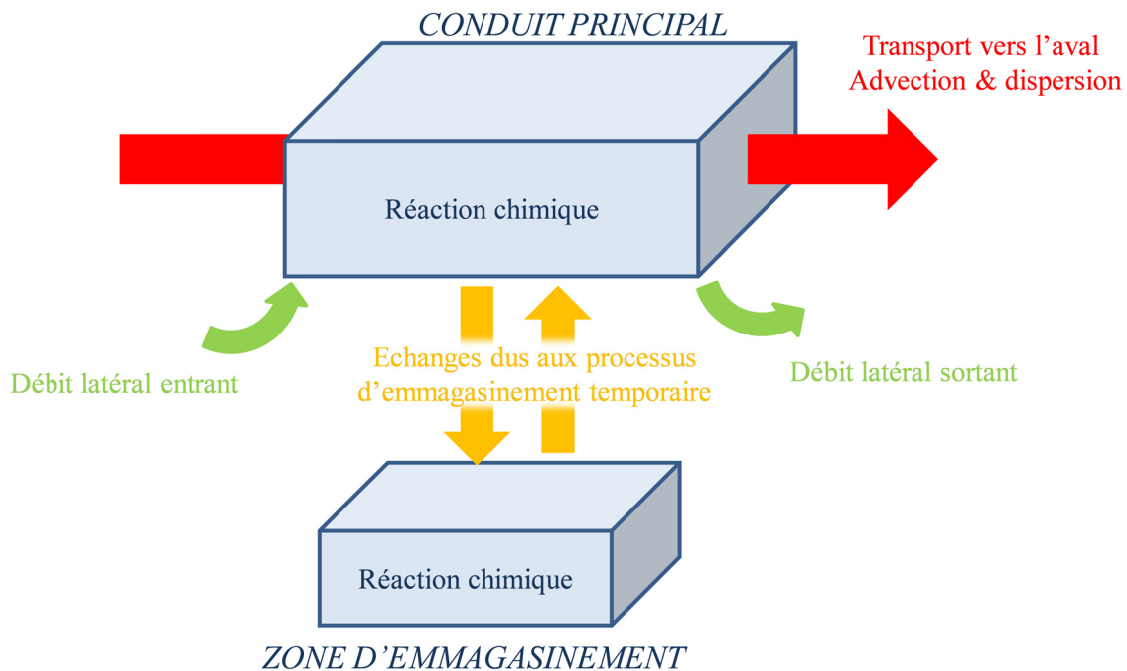 CONDUIT PRINCIPAL
Transport vers l'aval
Advection & dispersion
Réaction chimique
Débit latéral entrant
Echanges dus aux processus
d'emmagasinement temporaire
Débit latéral sortant
Réaction chimique
ZONE D'EMMAGASINEMENT